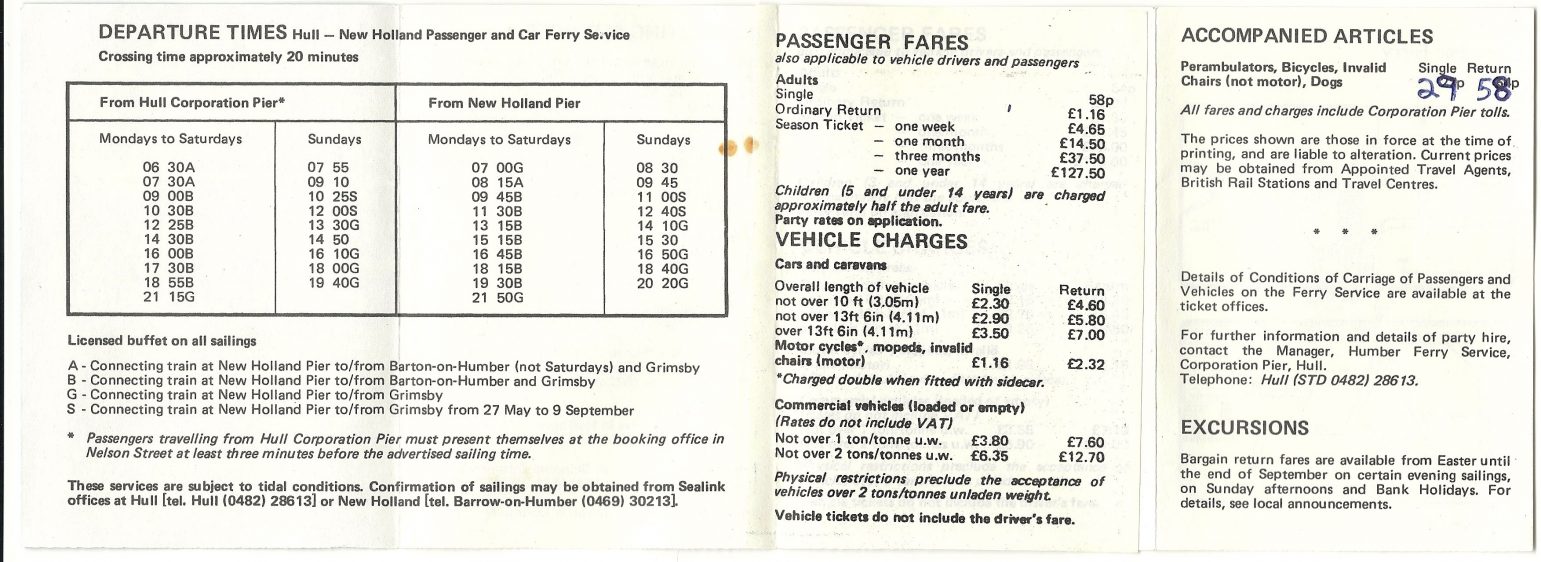 DEPARTURE TIMES Hull — New Holland Passenger and Car Ferry Service
Crossing time approximately 20 minutes
From Hull Corporation Pier* From New Holland Pier
Mondays to Saturdays Sundays Mondays to Saturdays Sundays
06 30A 07 55 07 00G 08 30
07 30A 09 10 08 15A 09 45
09 00B 10 25S 09 45B 11 00S
10 30B 12 00S 11 30B 12 40S
12 25B 13 30G 13 15B 14 10G
14 30B 14 50 15 15B 15 30
16 00B 16 10G 16 45B 16 50G
17 30B 18 00G 18 15B 18 40G
18 55B 19 40G 19 30B 20 20G
21 15G 21 50G
Licensed buffet on all sailings
A - Connecting train at New Holland Pier to/from Barton-on-Humber (not Saturdays) and Grimsby
B - Connecting train at New Holland Pier to/from Barton-on-Humber and Grimsby
G - Connecting train at New Holland Pier to/from Grimsby
S - Connecting train at New Holland Pier to/from Grimsby from 27 May to 9 September
* Passengers travelling from Hull Corporation Pier must present themselves at the booking office in
Nelson Street at least three minutes before the advertised sailing time.
These services are subject to tidal conditions. Confirmation of sailings may be obtained from Sealink
offices at Hull [tel. Hull (0482) 28613] or New Holland [tel. Barrow-on-Humber (0469) 30213].
PASSENGER FARES
also applicable to vehicle drivers and passengers
Adults
Single 58p
Ordinary Return £1.16
Season Ticket — one week £4.65
— one month £14.50
— three months £37.50
— one year £127.50
Children (5 and under 14 years) are charged
approximately half the adult fare.
Party rates on application.
VEHICLE CHARGES
Cars and caravans
Overall length of vehicle Single Return
not over 10 ft (3.05m) £2.30 £4.60
not over 13ft 6in (4.11m) £2.90 £5.80
over 13ft 6in (4.11m) £3.50 £7.00
Motor cycles*, mopeds, invalid
chairs (motor) £1.16 £2.32
*Charged double when fitted with sidecar.
Commercial vehicles (loaded or empty)
(Rates do not include VAT)
Not over 1 ton/tonne u.w. £3.80 £7.60
Not over 2 tons/tonnes u.w. £6.35 £12.70
Physical restrictions preclude the acceptance of
vehicles over 2 tons/tonnes unladen weight.
Vehicle tickets do not include the driver's fare.
ACCOMPANIED ARTICLES
Perambulators, Bicycles, Invalid Single Return
Chairs (not motor), Dogs 29p 58p
All fares and charges include Corporation Pier tolls.
The prices shown are those in force at the time of
printing, and are liable to alteration. Current prices
may be obtained from Appointed Travel Agents,
British Rail Stations and Travel Centres.
* * *
Details of Conditions of Carriage of Passengers and
Vehicles on the Ferry Service are available at the
ticket offices.
For further information and details of party hire,
contact the Manager, Humber Ferry Service,
Corporation Pier, Hull.
Telephone: Hull (STD 0482) 28613.
EXCURSIONS
Bargain return fares are available from Easter until
the end of September on certain evening sailings,
on Sunday afternoons and Bank Holidays. For
details, see local announcements.